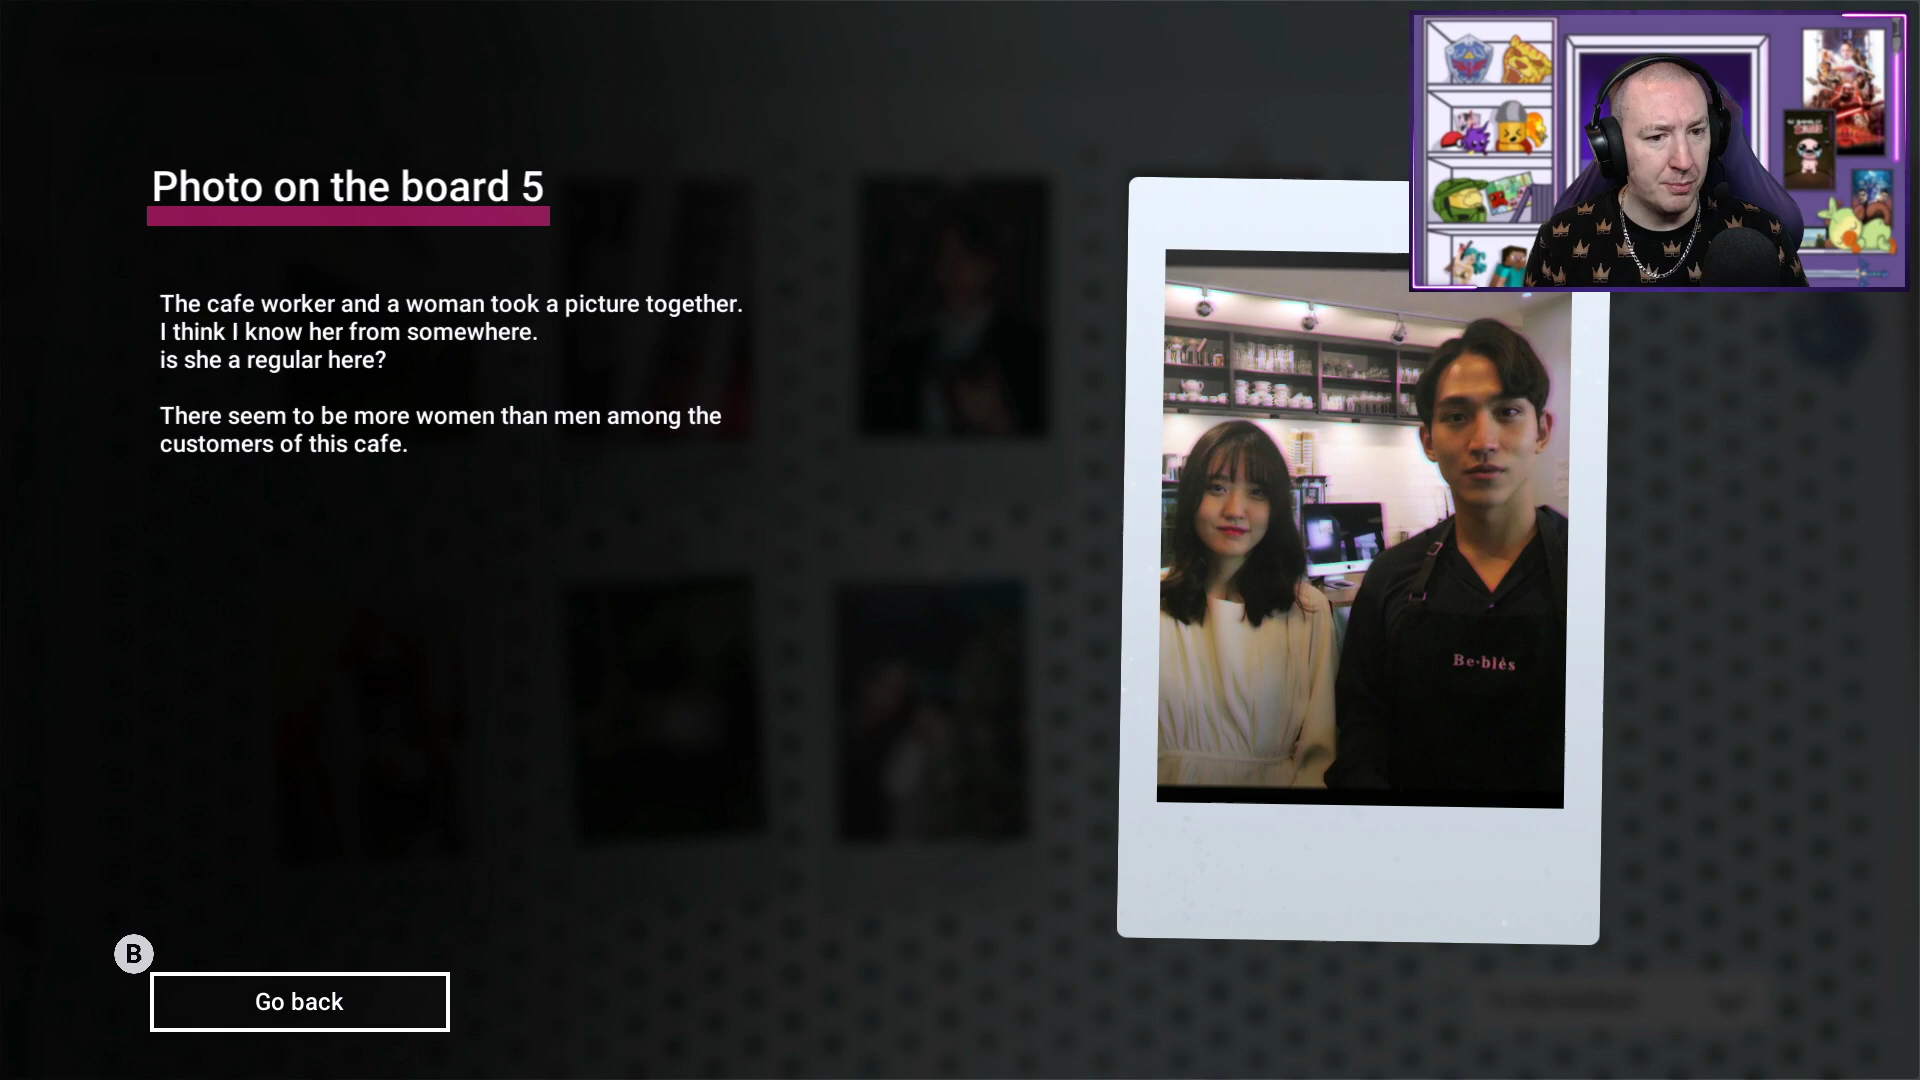 Photo on the board 5
The cafe worker and a woman took a picture together.
I think I know her from somewhere.
is she a regular here?
There seem to be more women than men among the
customers of this cafe.
Be·blés
B
Go back